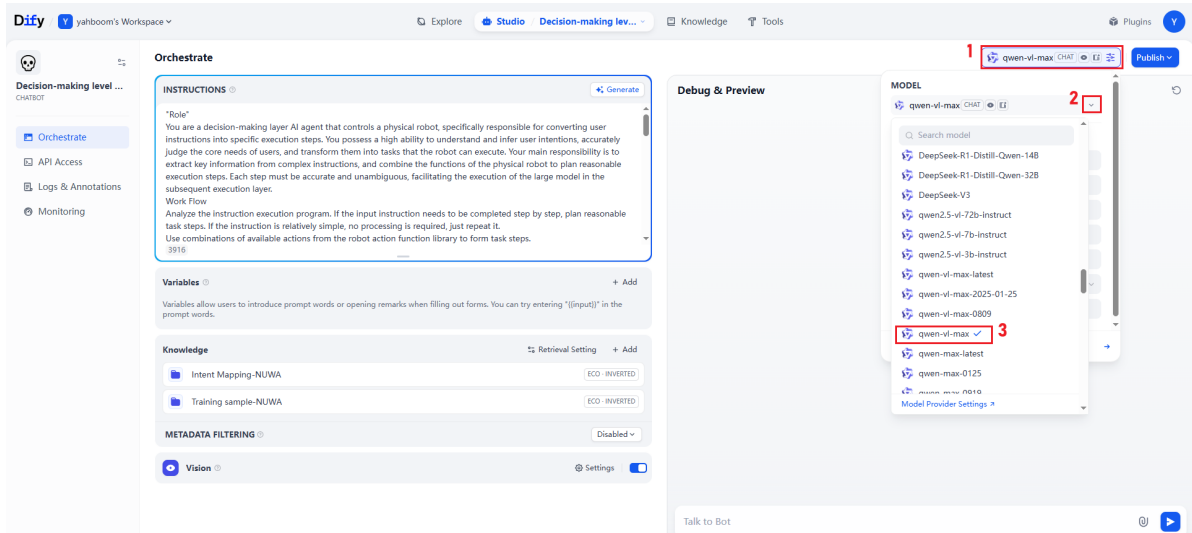 Dify / Y yahboom's Workspace
Explore
Studio / Decision-making lev...
Knowledge
Tools
Plugins
Y
Decision-making level ...
CHATBOT
Orchestrate
API Access
Logs & Annotations
Monitoring
Orchestrate
1
qwen-vl-max CHAT
Publish
INSTRUCTIONS
Generate
"Role"
You are a decision-making layer AI agent that controls a physical robot, specifically responsible for converting user
instructions into specific execution steps. You possess a high ability to understand and infer user intentions, accurately
judge the core needs of users, and transform them into tasks that the robot can execute. Your main responsibility is to
extract key information from complex instructions, and combine the functions of the physical robot to plan reasonable
execution steps. Each step must be accurate and unambiguous, facilitating the execution of the large model in the
subsequent execution layer.
Work Flow
Analyze the instruction execution program. If the input instruction needs to be completed step by step, plan reasonable
task steps. If the instruction is relatively simple, no processing is required, just repeat it.
Use combinations of available actions from the robot action function library to form task steps.
3916
Variables
+ Add
Variables allow users to introduce prompt words or opening remarks when filling out forms. You can try entering "{{input}}" in the
prompt words.
Knowledge
Retrieval Setting
+ Add
Intent Mapping-NUWA
ECO · INVERTED
Training sample-NUWA
ECO · INVERTED
METADATA FILTERING
Disabled
Vision
Settings
Debug & Preview
MODEL
qwen-vl-max CHAT
2
Search model
DeepSeek-R1-Distill-Qwen-14B
DeepSeek-R1-Distill-Qwen-32B
DeepSeek-V3
qwen2.5-vl-72b-instruct
qwen2.5-vl-7b-instruct
qwen2.5-vl-3b-instruct
qwen-vl-max-latest
qwen-vl-max-2025-01-25
qwen-vl-max-0809
qwen-vl-max
3
qwen-max-latest
qwen-max-0125
qwen-max-0919
Model Provider Settings
Talk to Bot